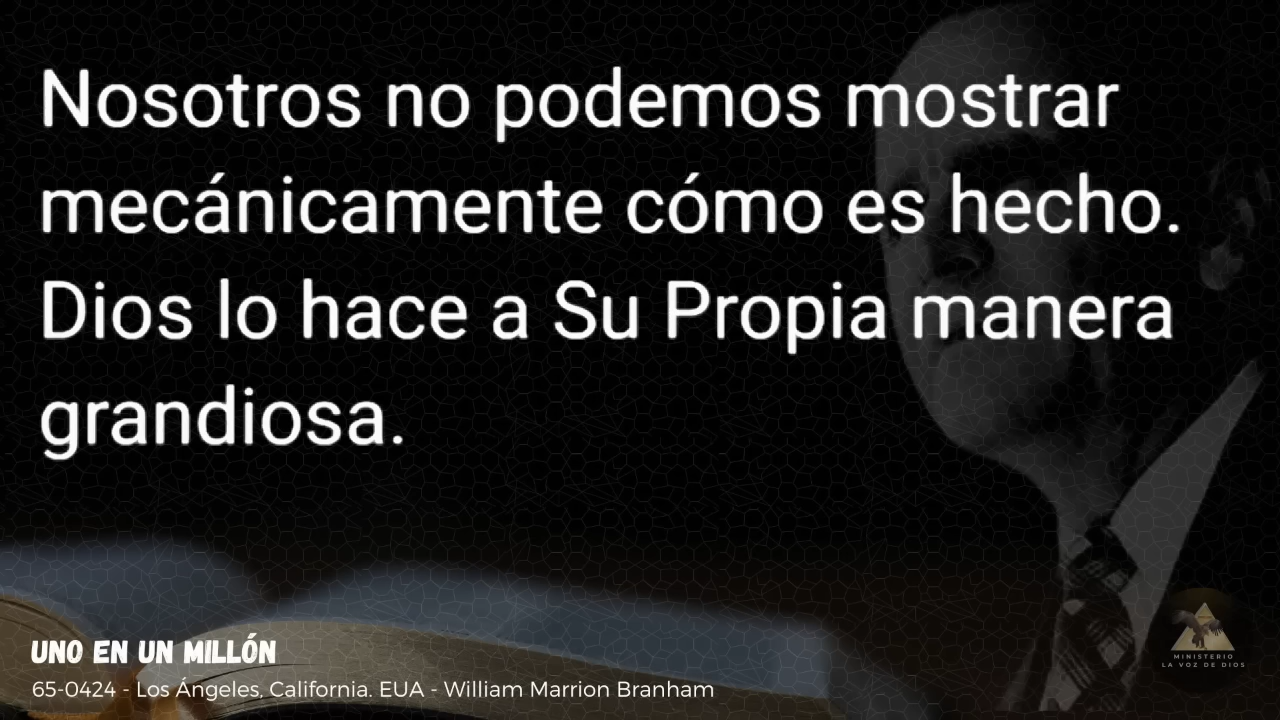 Nosotros no podemos mostrar
mecánicamente cómo es hecho.
Dios lo hace a Su Propia manera
grandiosa.
UNO EN UN MILLÓN
65-0424 - Los Ángeles, California. EUA - William Marrion Branham
MINISTERIO
LA VOZ DE DIOS